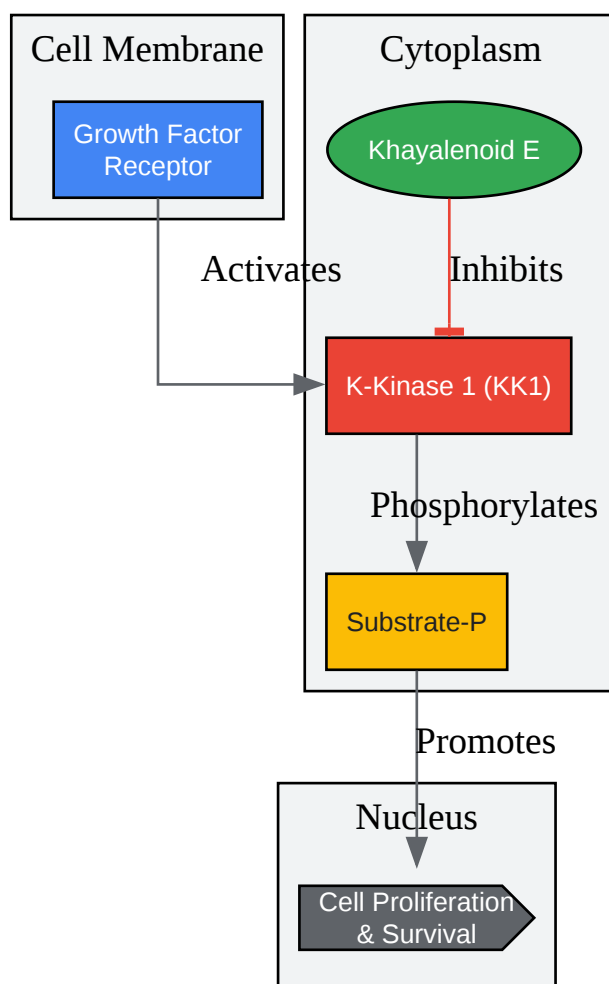 Cell Membrane
Cytoplasm
Growth Factor
Receptor
Khayalenoid E
Activates
Inhibits
K-Kinase 1 (KK1)
Phosphorylates
Substrate-P
Promotes
Nucleus
Cell Proliferation
& Survival